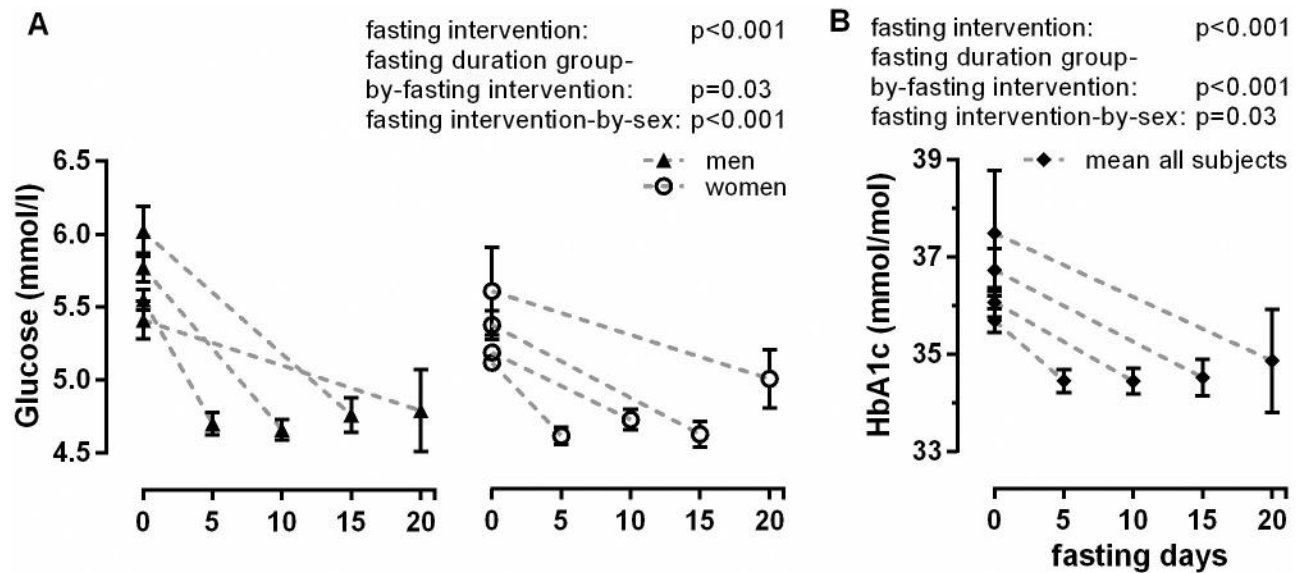 A
fasting intervention: p<0.001
fasting duration group-
by-fasting intervention: p=0.03
fasting intervention-by-sex: p<0.001
men
women
Glucose (mmol/l)
6.5
6.0
5.5
5.0
4.5
0 5 10 15 20
0 5 10 15 20
B
fasting intervention: p<0.001
fasting duration group-
by-fasting intervention: p<0.001
fasting intervention-by-sex: p=0.03
mean all subjects
HbA1c (mmol/mol)
39
37
35
33
0 5 10 15 20
fasting days